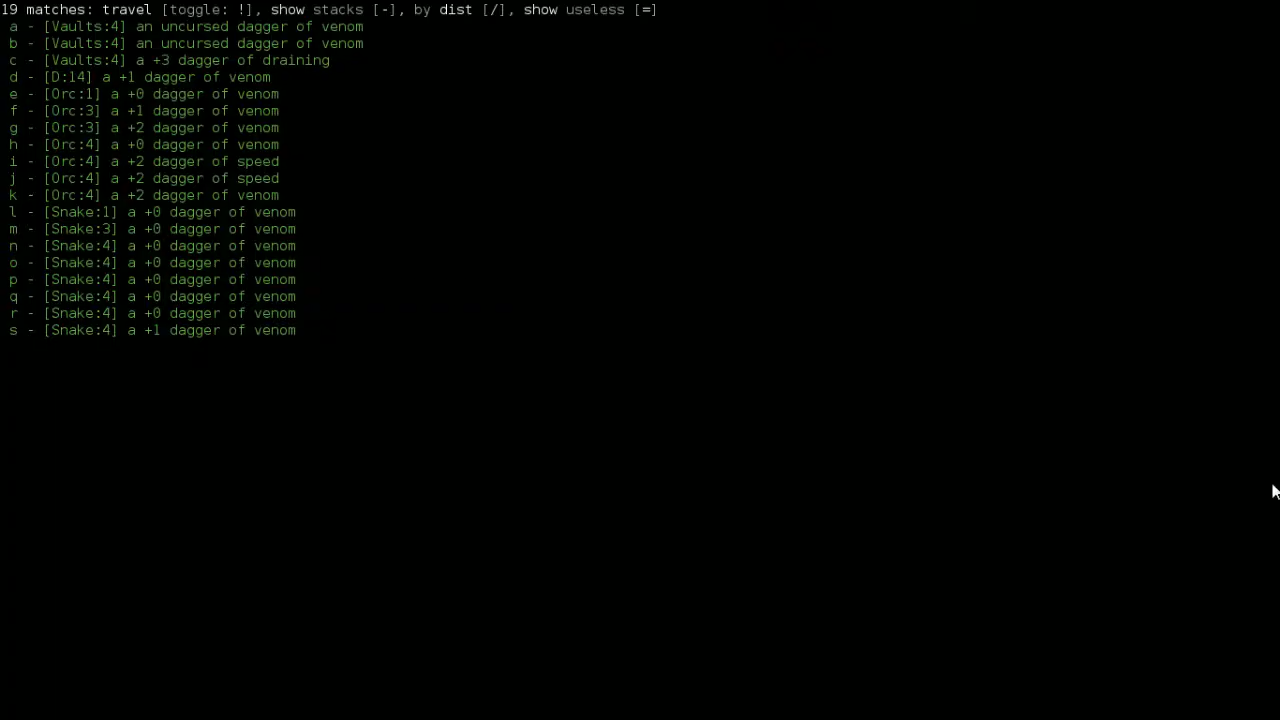 19 matches: travel [toggle: !], show stacks [-], by dist [/], show useless [=]
a - [Vaults:4] an uncursed dagger of venom
b - [Vaults:4] an uncursed dagger of venom
c - [Vaults:4] a +3 dagger of draining
d - [D:14] a +1 dagger of venom
e - [Orc:1] a +0 dagger of venom
f - [Orc:3] a +1 dagger of venom
g - [Orc:3] a +2 dagger of venom
h - [Orc:4] a +0 dagger of venom
i - [Orc:4] a +2 dagger of speed
j - [Orc:4] a +2 dagger of speed
k - [Orc:4] a +2 dagger of venom
l - [Snake:1] a +0 dagger of venom
m - [Snake:3] a +0 dagger of venom
n - [Snake:4] a +0 dagger of venom
o - [Snake:4] a +0 dagger of venom
p - [Snake:4] a +0 dagger of venom
q - [Snake:4] a +0 dagger of venom
r - [Snake:4] a +0 dagger of venom
s - [Snake:4] a +1 dagger of venom